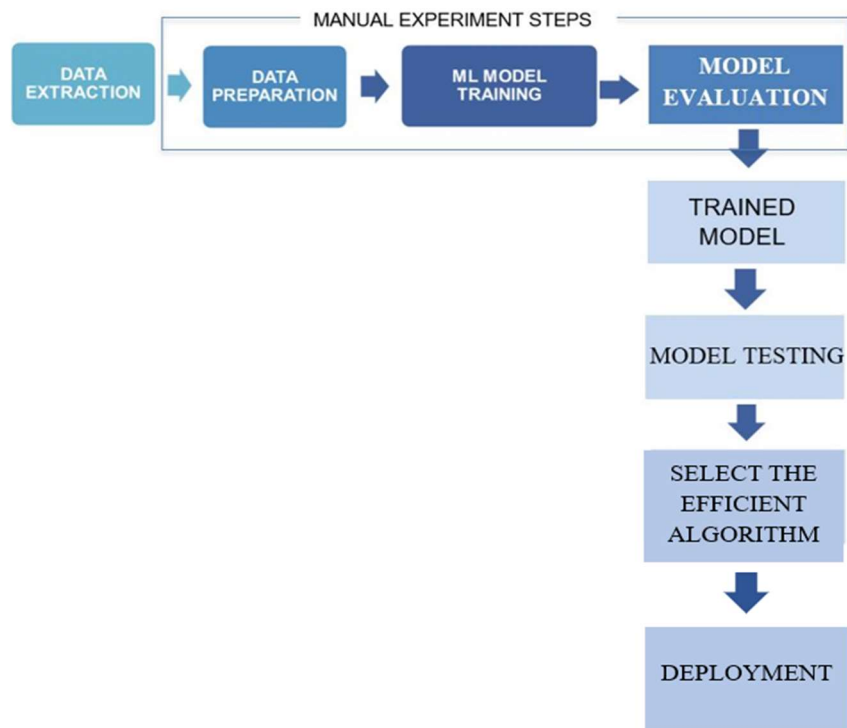 MANUAL EXPERIMENT STEPS
DATA
EXTRACTION
DATA
PREPARATION
ML MODEL
TRAINING
MODEL
EVALUATION
TRAINED
MODEL
MODEL TESTING
SELECT THE
EFFICIENT
ALGORITHM
DEPLOYMENT